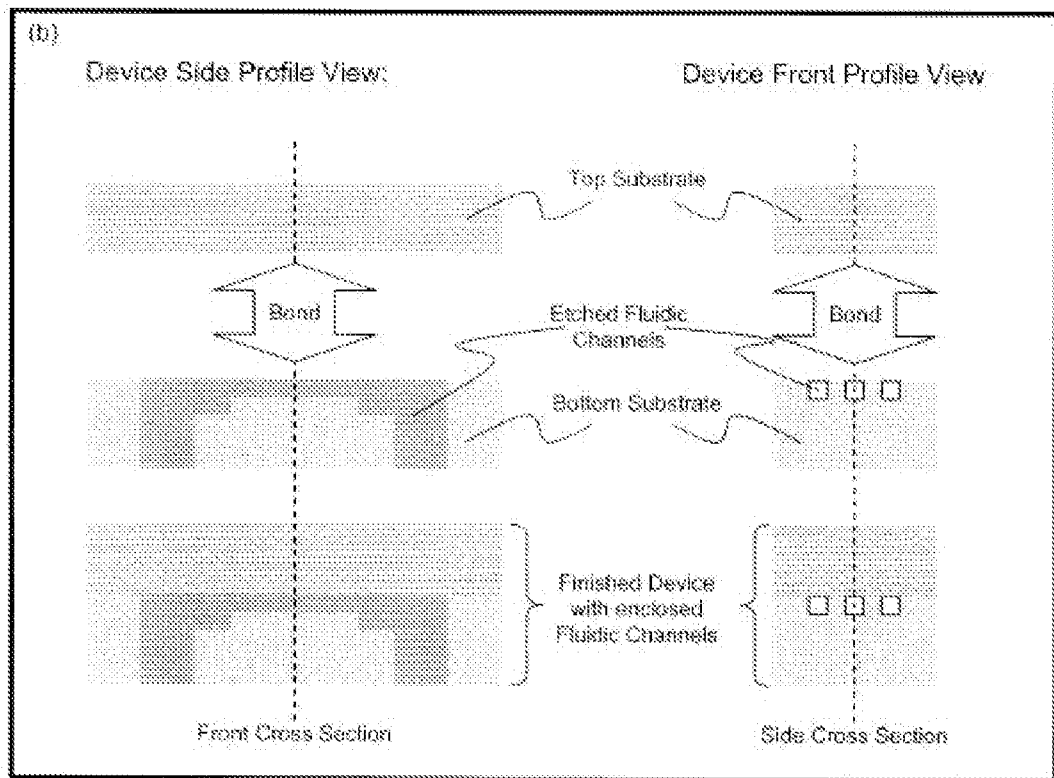 (b)
Device Side Profile View:
Device Front Profile View
Top Substrate
Bond
Etched Fluidic
Channels
Bond
Bottom Substrate
Finished Device
with enclosed
Fluidic Channels
Front Cross Section
Side Cross Section